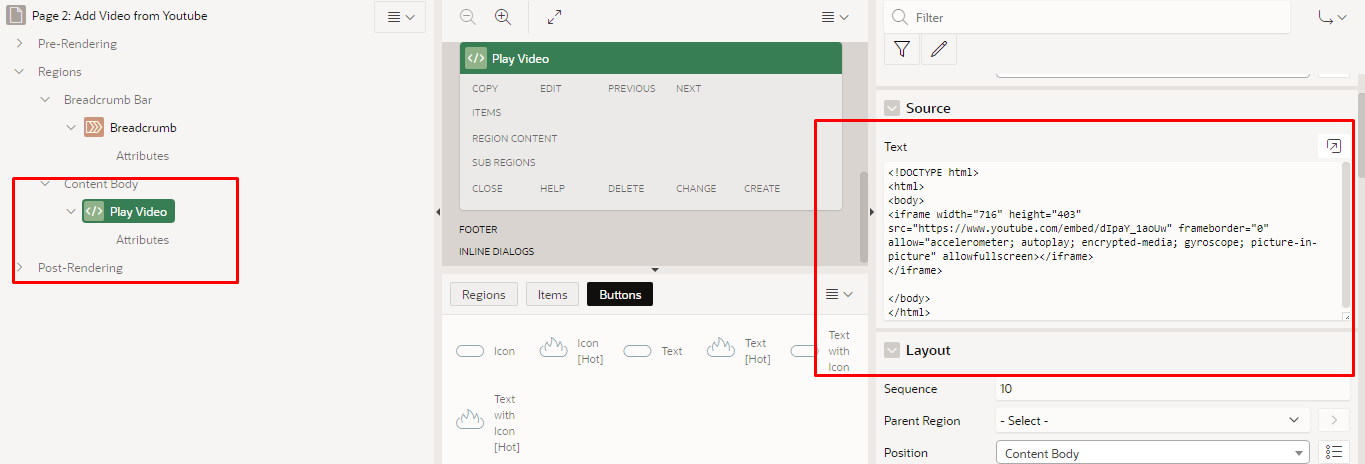 Page 2: Add Video from Youtube
Pre-Rendering
Regions
Breadcrumb Bar
Breadcrumb
Attributes
Content Body
Play Video
Attributes
Post-Rendering
Play Video
COPY EDIT PREVIOUS NEXT
ITEMS
REGION CONTENT
SUB REGIONS
CLOSE HELP DELETE CHANGE CREATE
FOOTER
INLINE DIALOGS
Regions Items Buttons
Icon
Icon
[Hot]
Text
Text
[Hot]
Text
with
Icon
Text
with
Icon
[Hot]
Filter
Source
Text
<!DOCTYPE html>
<html>
<body>
<iframe width="716" height="403"
src="https://www.youtube.com/embed/dIpaY_1aoUw" frameborder="0"
allow="accelerometer; autoplay; encrypted-media; gyroscope; picture-in-
picture" allowfullscreen></iframe>
</iframe>
</body>
</html>
Layout
Sequence 10
Parent Region - Select -
Position Content Body